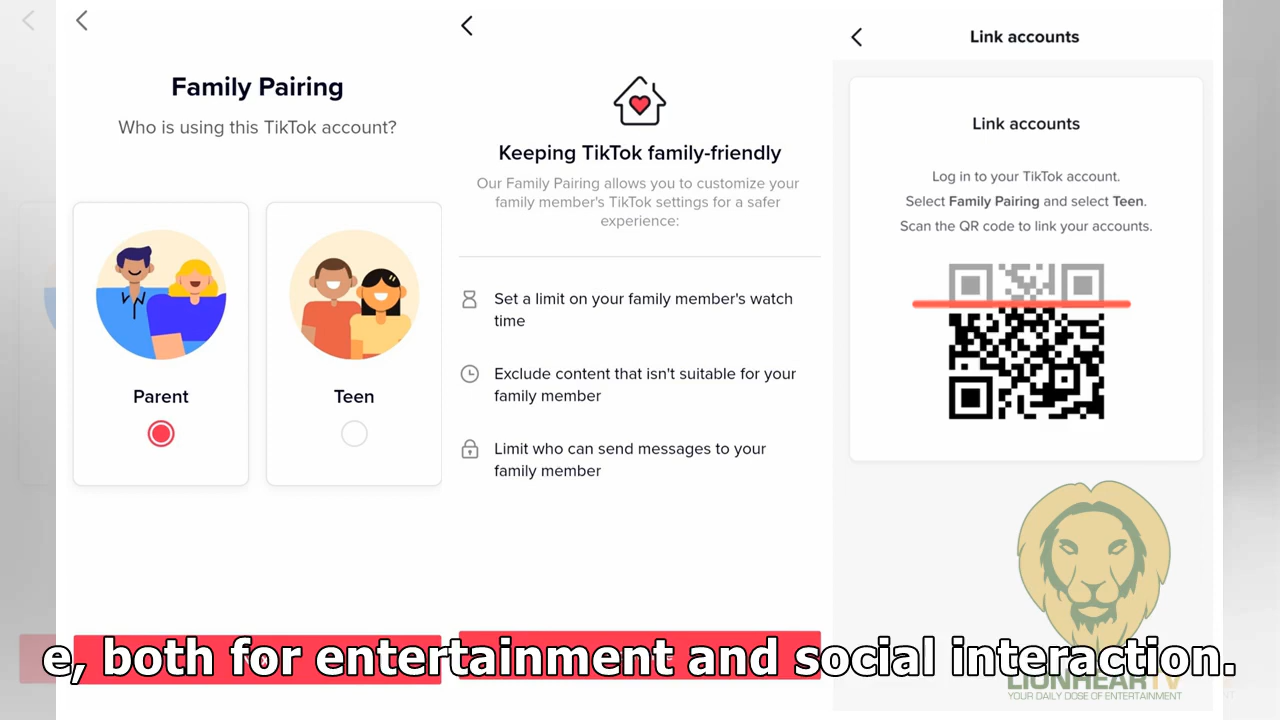 Family Pairing
Who is using this TikTok account?
Parent
Teen
Keeping TikTok family-friendly
Our Family Pairing allows you to customize your
family member's TikTok settings for a safer
experience:
Set a limit on your family member's watch
time
Exclude content that isn't suitable for your
family member
Limit who can send messages to your
family member
Link accounts
Link accounts
Log in to your TikTok account.
Select Family Pairing and select Teen.
Scan the QR code to link your accounts.
e, both for entertainment and social interaction.
LIONHEARTV
YOUR DAILY DOSE OF ENTERTAINMENT